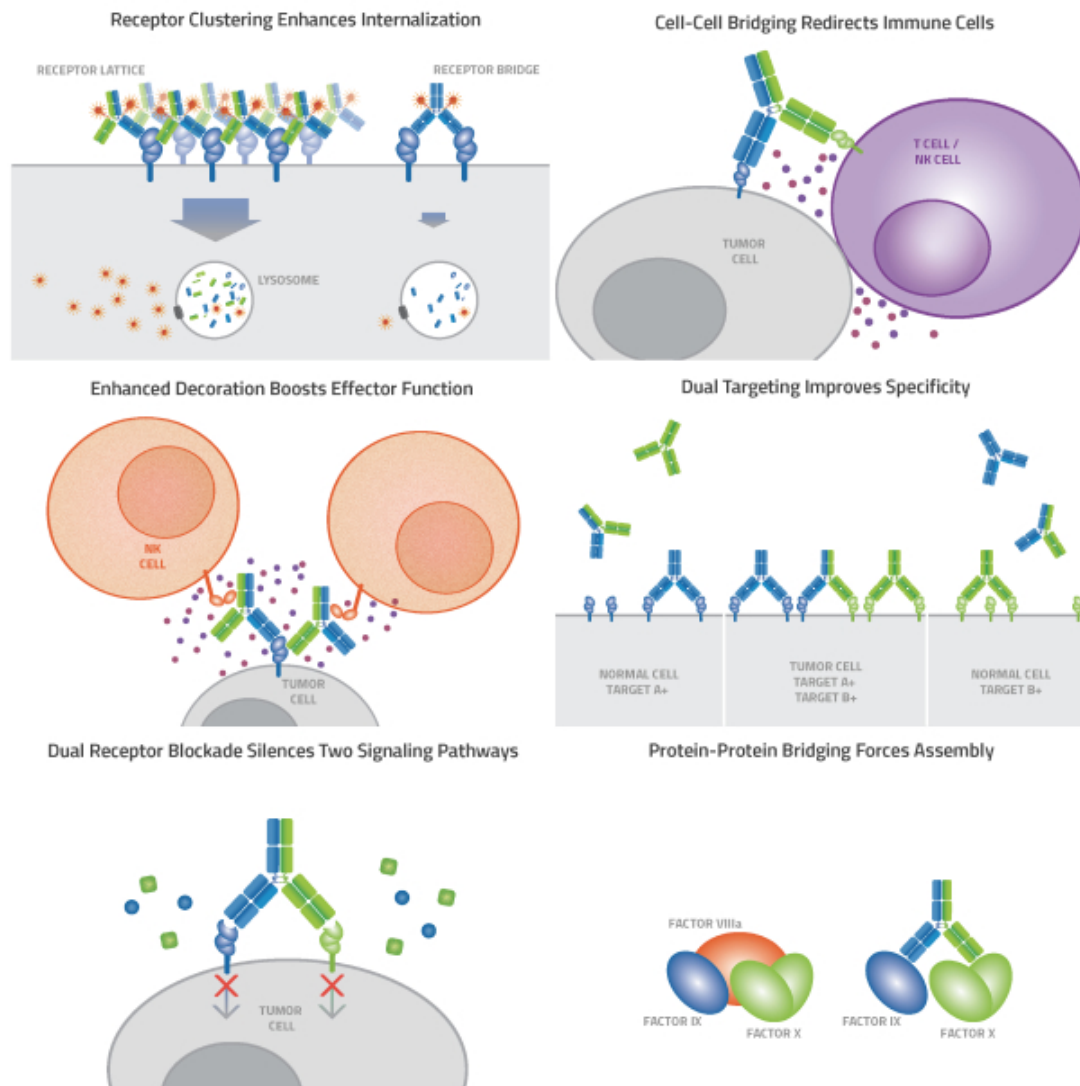 Receptor Clustering Enhances Internalization
RECEPTOR LATTICE
RECEPTOR BRIDGE
LYSOSOME
Cell-Cell Bridging Redirects Immune Cells
T CELL /
NK CELL
TUMOR
CELL
Enhanced Decoration Boosts Effector Function
NK
CELL
TUMOR
CELL
Dual Targeting Improves Specificity
NORMAL CELL
TARGET A+
TUMOR CELL
TARGET A+
TARGET B+
NORMAL CELL
TARGET B+
Dual Receptor Blockade Silences Two Signaling Pathways
TUMOR
CELL
Protein-Protein Bridging Forces Assembly
FACTOR VIIIa
FACTOR IX
FACTOR X
FACTOR IX
FACTOR X